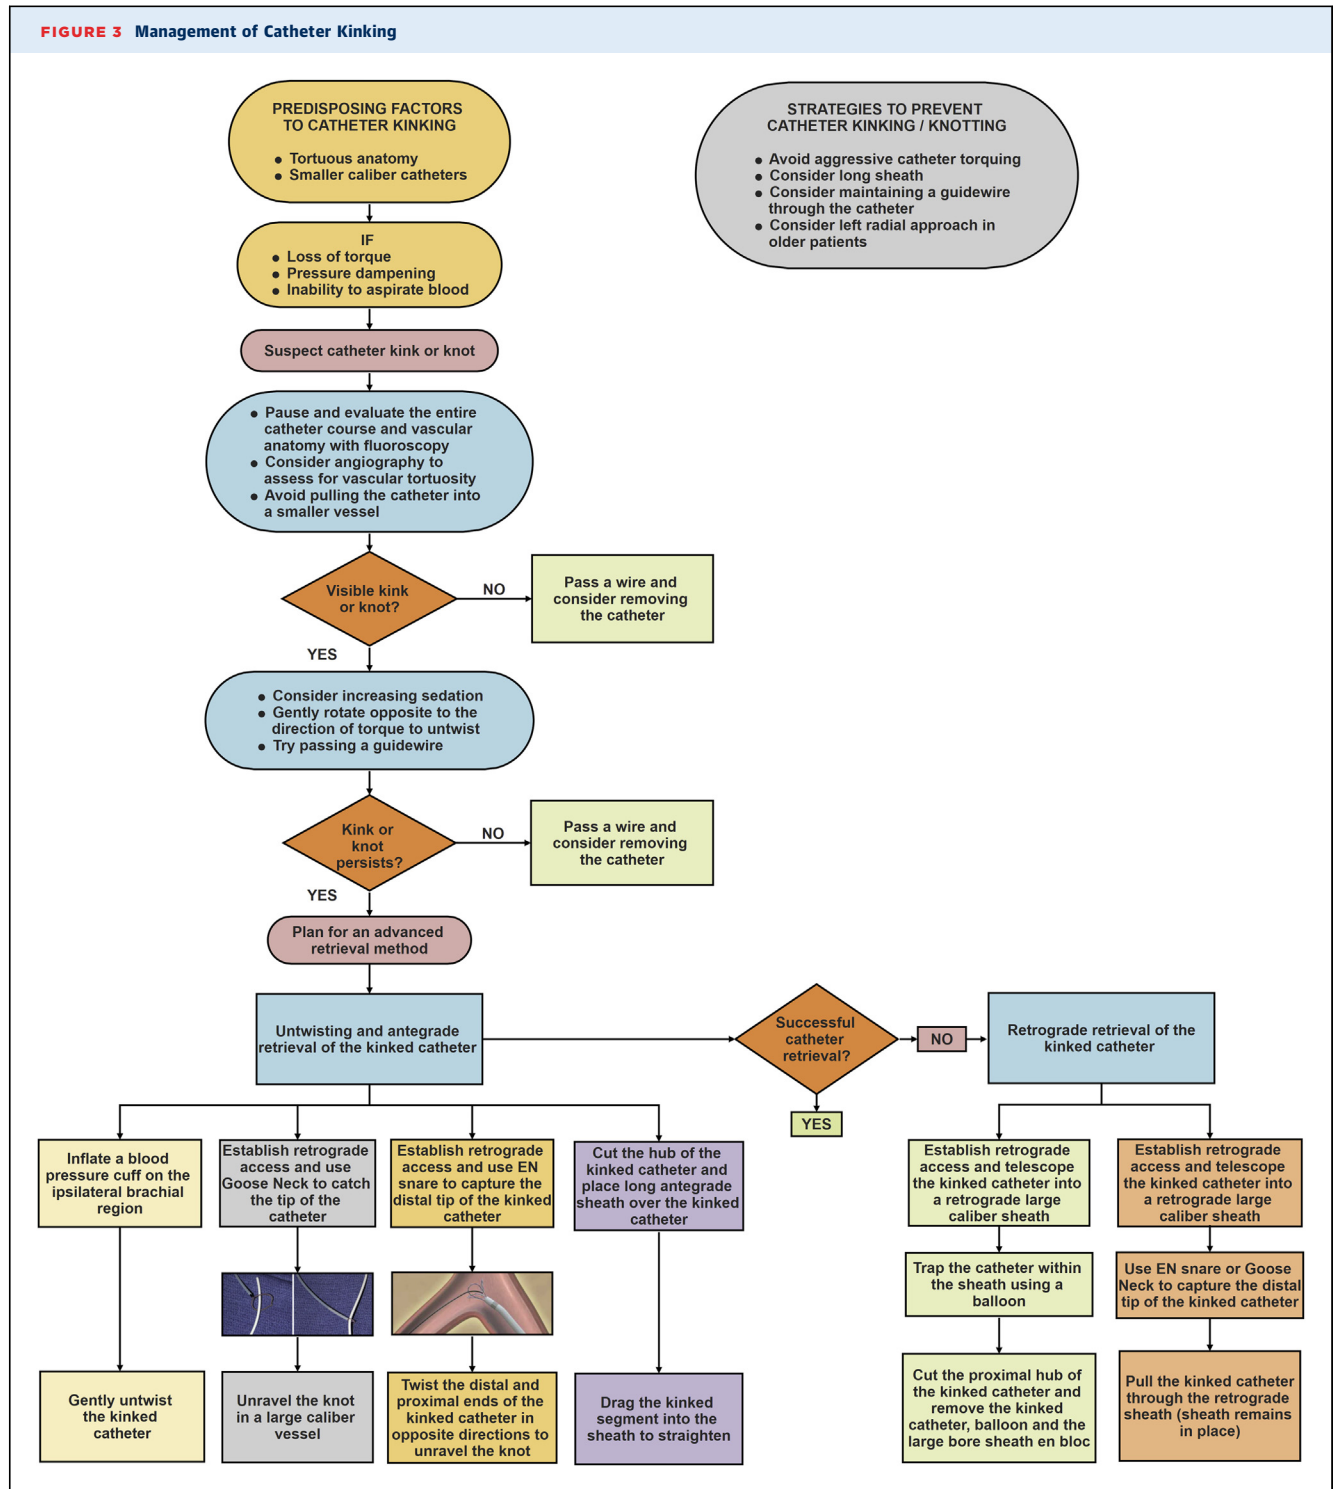 FIGURE 3 Management of Catheter Kinking
PREDISPOSING FACTORS
TO CATHETER KINKING
● Tortuous anatomy
● Smaller caliber catheters
STRATEGIES TO PREVENT
CATHETER KINKING / KNOTTING
● Avoid aggressive catheter torquing
● Consider long sheath
● Consider maintaining a guidewire
through the catheter
● Consider left radial approach in
older patients
IF
● Loss of torque
● Pressure dampening
● Inability to aspirate blood
Suspect catheter kink or knot
● Pause and evaluate the entire
catheter course and vascular
anatomy with fluoroscopy
● Consider angiography to
assess for vascular tortuosity
● Avoid pulling the catheter into
a smaller vessel
Visible kink
or knot?
NO
Pass a wire and
consider removing
the catheter
YES
● Consider increasing sedation
● Gently rotate opposite to the
direction of torque to untwist
● Try passing a guidewire
Kink or
knot
persists?
NO
Pass a wire and
consider removing
the catheter
YES
Plan for an advanced
retrieval method
Untwisting and antegrade
retrieval of the kinked catheter
Successful
catheter
retrieval?
NO
YES
Retrograde retrieval of the
kinked catheter
Inflate a blood
pressure cuff on the
ipsilateral brachial
region
Gently untwist
the kinked
catheter
Establish retrograde
access and use
Goose Neck to catch
the tip of the
catheter
Unravel the knot
in a large caliber
vessel
Establish retrograde
access and use EN
snare to capture the
distal tip of the kinked
catheter
Twist the distal and
proximal ends of the
kinked catheter in
opposite directions to
unravel the knot
Cut the hub of the
kinked catheter and
place long antegrade
sheath over the kinked
catheter
Drag the kinked
segment into the
sheath to straighten
Establish retrograde
access and telescope
the kinked catheter into
a retrograde large
caliber sheath
Trap the catheter within
the sheath using a
balloon
Cut the proximal hub of
the kinked catheter and
remove the kinked
catheter, balloon and the
large bore sheath en bloc
Establish retrograde
access and telescope
the kinked catheter into
a retrograde large
caliber sheath
Use EN snare or Goose
Neck to capture the distal
tip of the kinked catheter
Pull the kinked catheter
through the retrograde
sheath (sheath remains
in place)